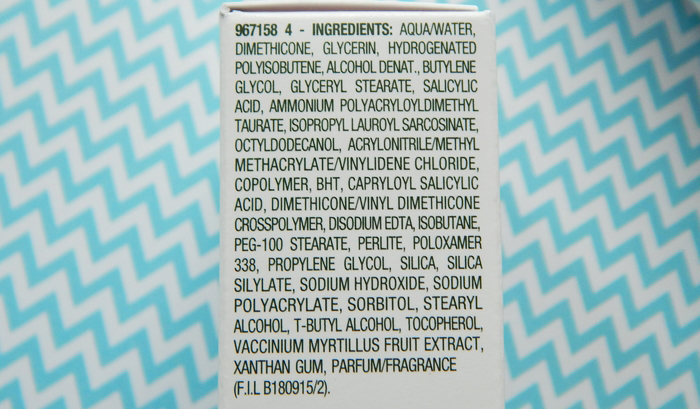 967158 4 - INGREDIENTS: AQUA/WATER,
DIMETHICONE, GLYCERIN, HYDROGENATED
POLYISOBUTENE, ALCOHOL DENAT., BUTYLENE
GLYCOL, GLYCERYL STEARATE, SALICYLIC
ACID, AMMONIUM POLYACRYLOYLDIMETHYL
TAURATE, ISOPROPYL LAUROYL SARCOSINATE,
OCTYLDODECANOL, ACRYLONITRILE/METHYL
METHACRYLATE/VINYLIDENE CHLORIDE,
COPOLYMER, BHT, CAPRYLOYL SALICYLIC
ACID, DIMETHICONE/VINYL DIMETHICONE
CROSSPOLYMER, DISODIUM EDTA, ISOBUTANE,
PEG-100 STEARATE, PERLITE, POLOXAMER
338, PROPYLENE GLYCOL, SILICA, SILICA
SILYLATE, SODIUM HYDROXIDE, SODIUM
POLYACRYLATE, SORBITOL, STEARYL
ALCOHOL, T-BUTYL ALCOHOL, TOCOPHEROL,
VACCINIUM MYRTILLUS FRUIT EXTRACT,
XANTHAN GUM, PARFUM/FRAGRANCE
(F.I.L B180915/2).